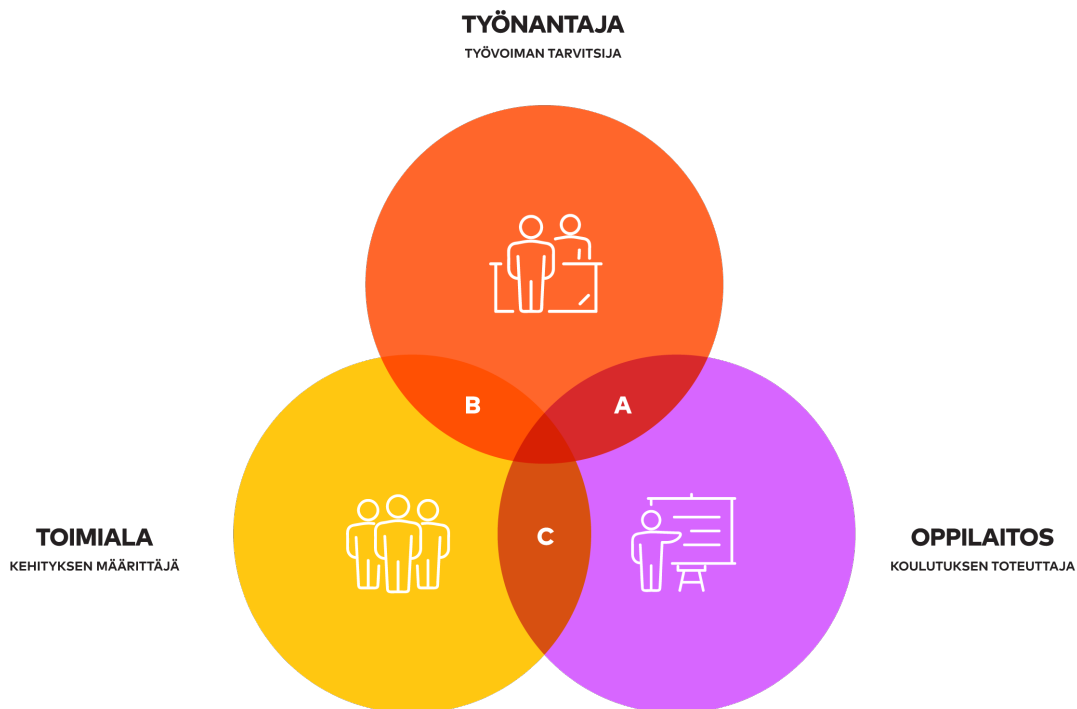 TYÖNANTAJA
TYÖVOIMAN TARVITSIJA
B
A
C
TOIMIALA
KEHITYKSEN MÄÄRITTÄJÄ
OPPILAITOS
KOULUTUKSEN TOTEUTTAJA